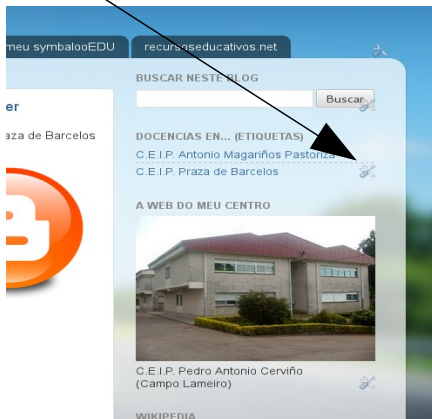 meu symbalooEDU
recursoseducativos.net
BUSCAR NESTE BLOG
Buscar
er
aza de Barcelos
DOCENCIAS EN... (ETIQUETAS)
C.E.I.P. Antonio Magariños Pastoriza
C.E.I.P. Praza de Barcelos
A WEB DO MEU CENTRO
C.E.I.P. Pedro Antonio Cerviño
(Campo Lameiro)
WIKIPEDIA